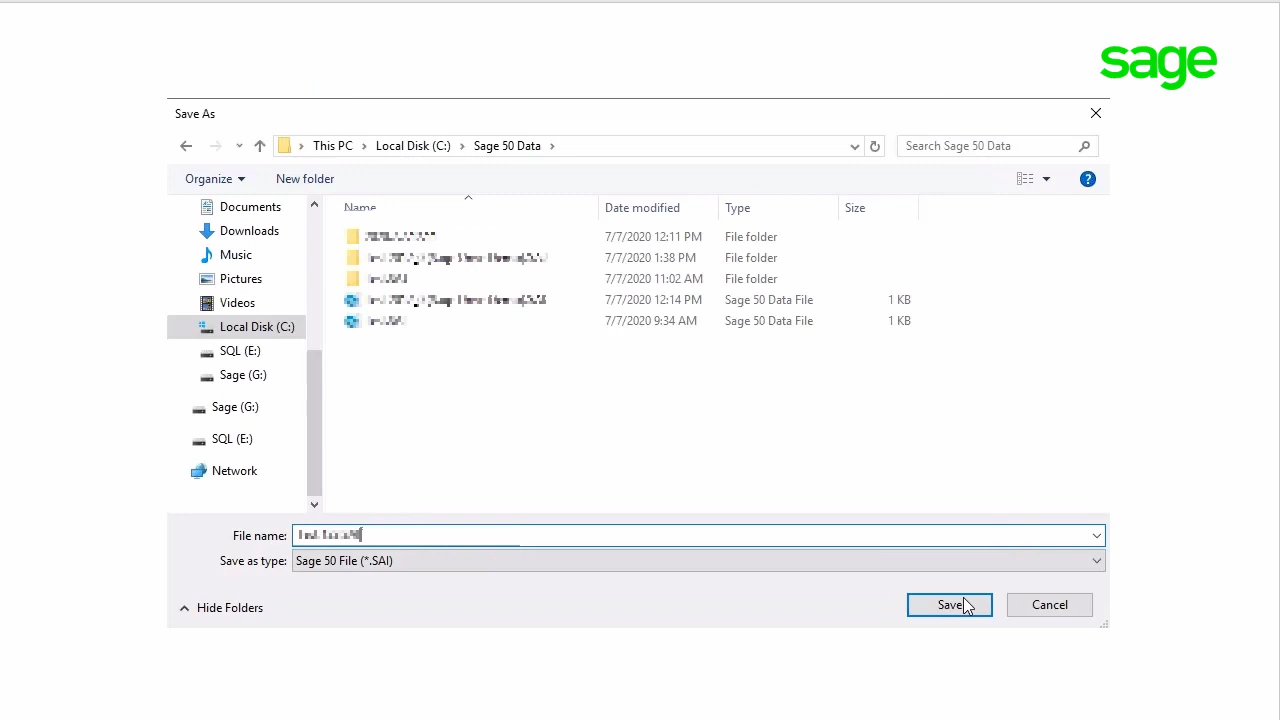 sage
Save As
This PC > Local Disk (C:) > Sage 50 Data >
Search Sage 50 Data
Organize
New folder
Name Date modified Type Size
Documents
Downloads
Music
Pictures
Videos
Local Disk (C:)
SQL (E:)
Sage (G:)
Sage (G:)
SQL (E:)
Network
7/7/2020 12:11 PM File folder
7/7/2020 1:38 PM File folder
7/7/2020 11:02 AM File folder
7/7/2020 12:14 PM Sage 50 Data File 1 KB
7/7/2020 9:34 AM Sage 50 Data File 1 KB
File name:
Save as type: Sage 50 File (*.SAI)
Hide Folders
Save
Cancel